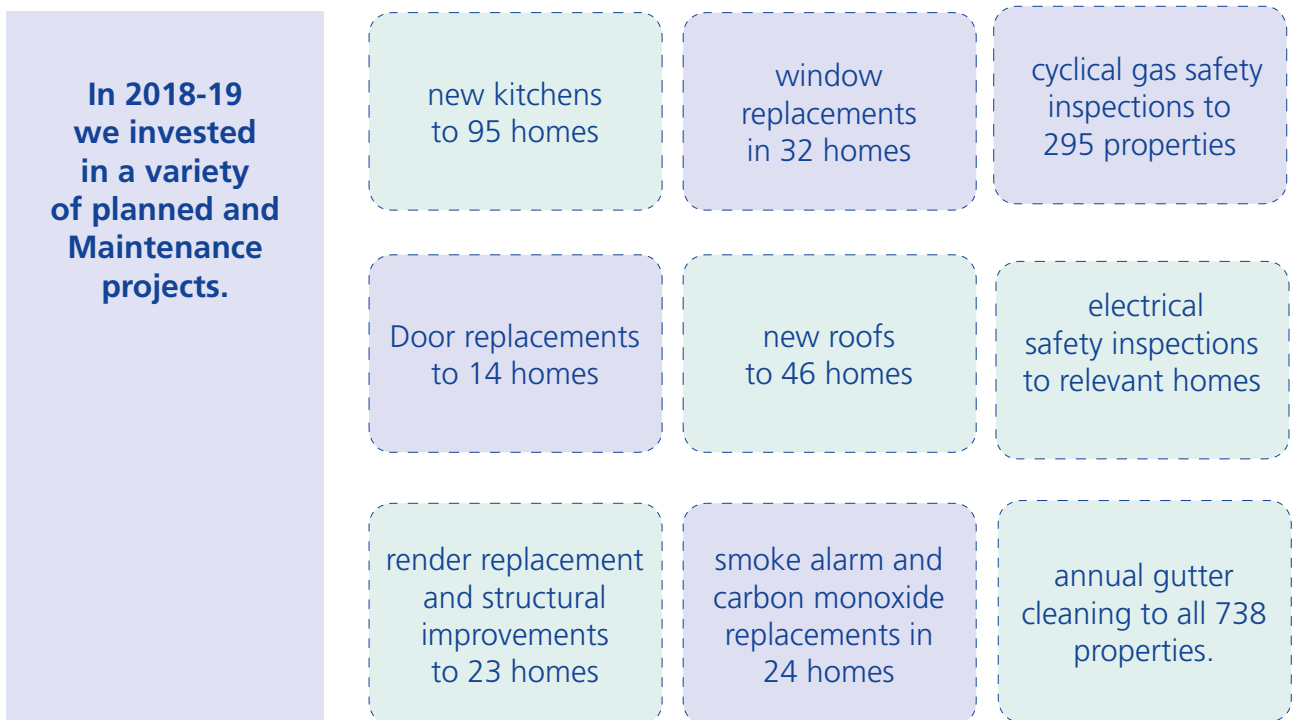 In 2018-19
we invested
in a variety
of planned and
Maintenance
projects.
new kitchens
to 95 homes
window
replacements
in 32 homes
cyclical gas safety
inspections to
295 properties
Door replacements
to 14 homes
new roofs
to 46 homes
electrical
safety inspections
to relevant homes
render replacement
and structural
improvements
to 23 homes
smoke alarm and
carbon monoxide
replacements in
24 homes
annual gutter
cleaning to all 738
properties.